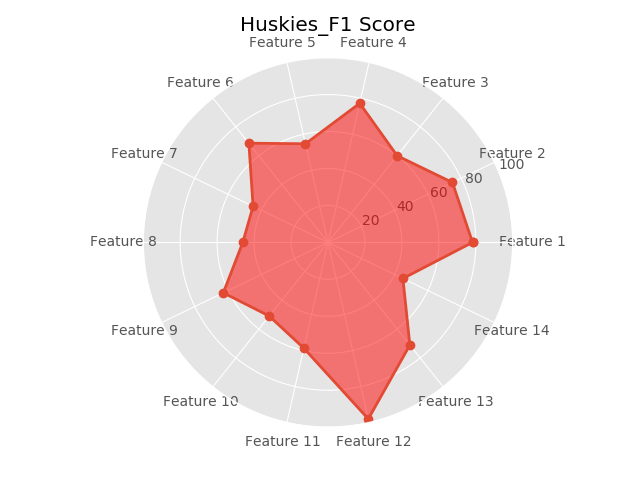 Huskies_F1 Score
Feature 5
Feature 4
Feature 6
Feature 3
Feature 7
Feature 2
100
80
60
40
20
Feature 8
Feature 1
Feature 9
Feature 14
Feature 10
Feature 13
Feature 11
Feature 12